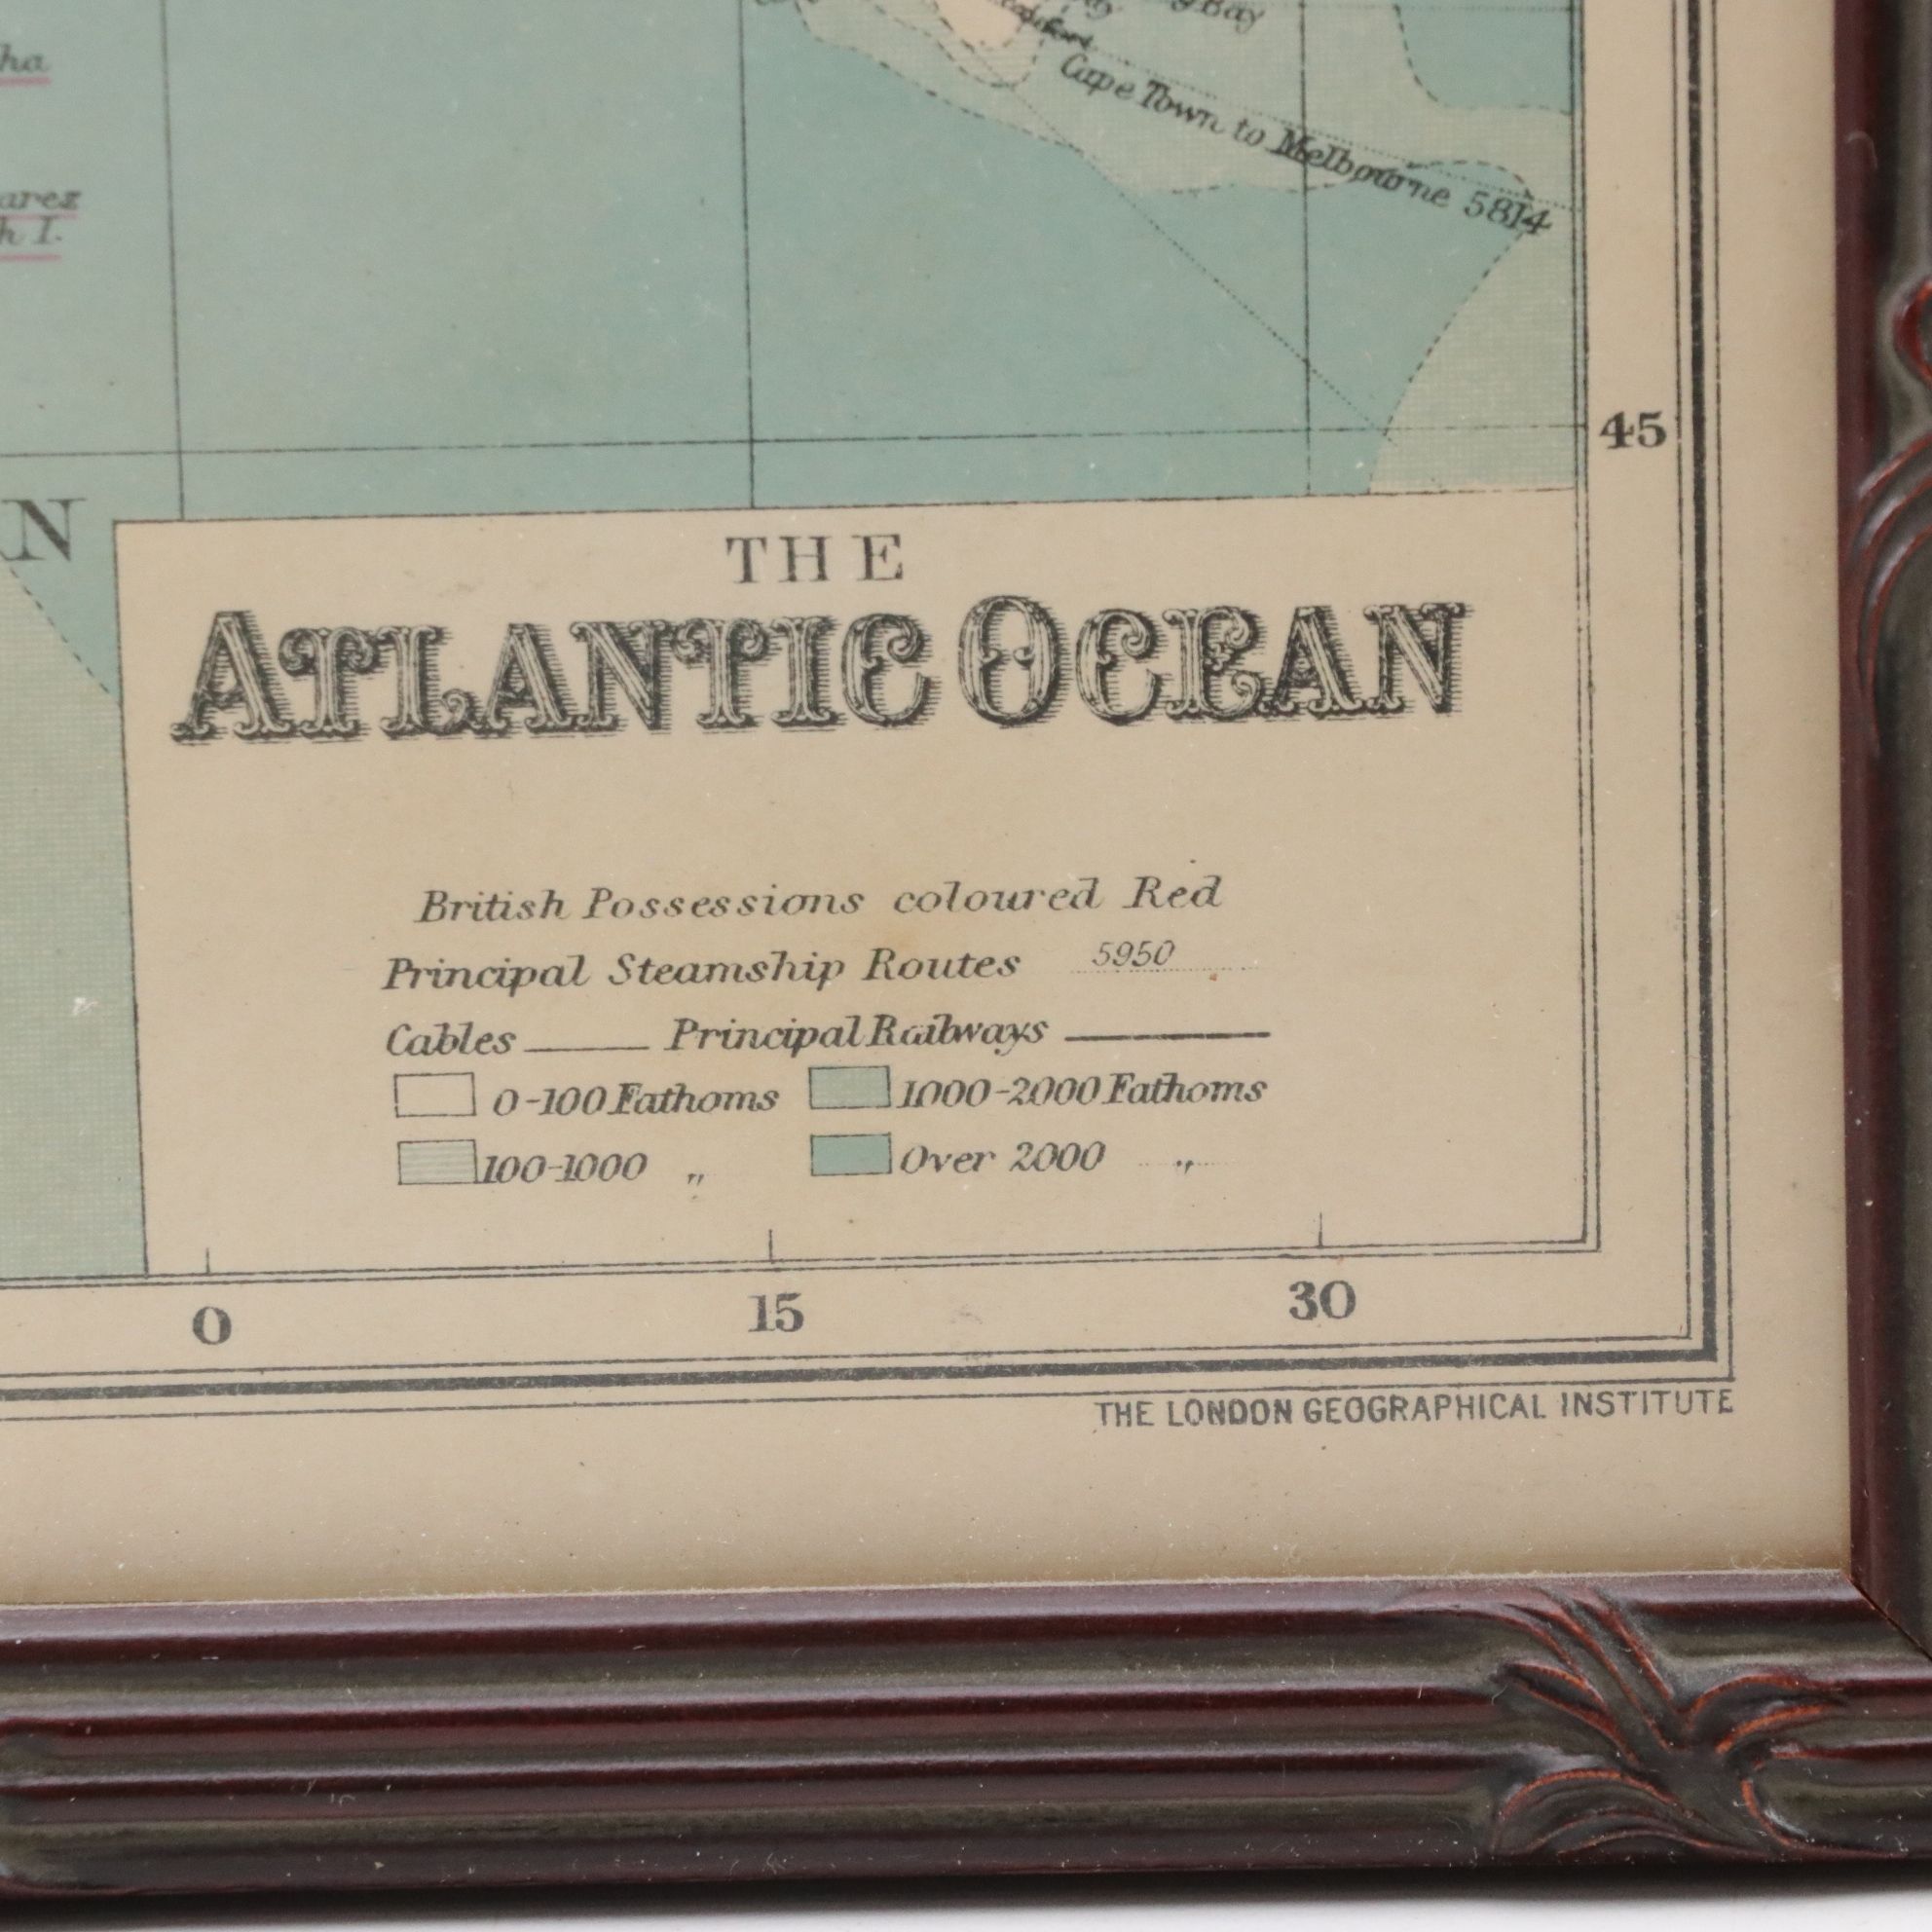 g Bay
Cape Town to Melbourne 5814
45
THE
ATLANTIC OCEAN
British Possessions coloured Red
Principal Steamship Routes 5950
Cables Principal Railways
0-100 Fathoms 1000-2000 Fathoms
100-1000 „ Over 2000 „
0 15 30
THE LONDON GEOGRAPHICAL INSTITUTE